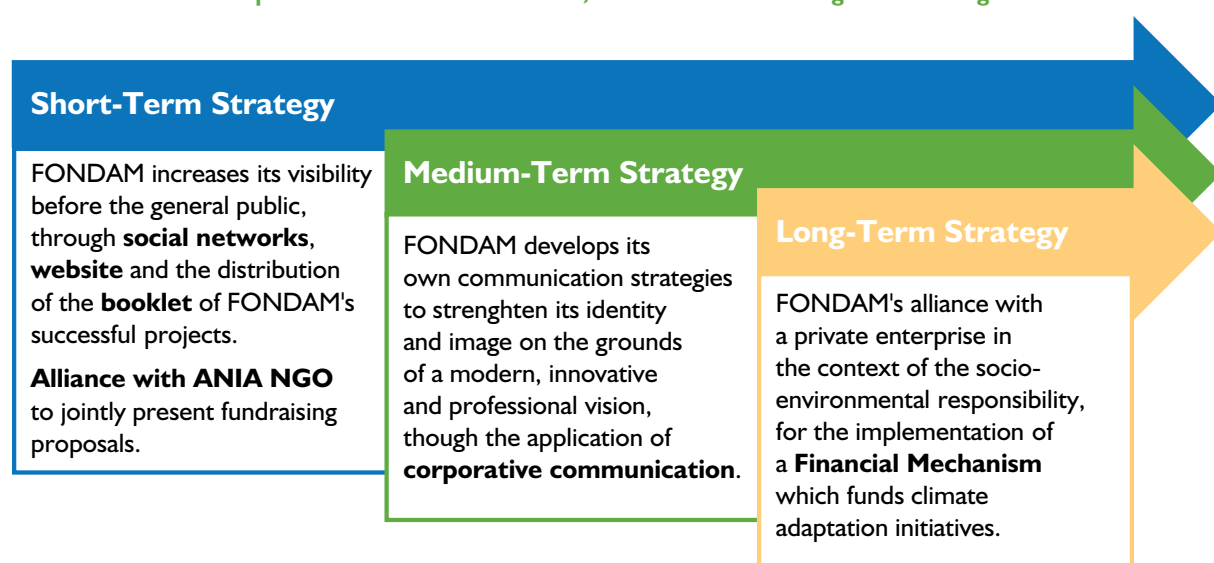 Short-Term Strategy
FONDAM increases its visibility
before the general public,
through social networks,
website and the distribution
of the booklet of FONDAM's
successful projects.
Alliance with ANIA NGO
to jointly present fundraising
proposals.
Medium-Term Strategy
FONDAM develops its
own communication strategies
to strenghten its identity
and image on the grounds
of a modern, innovative
and professional vision,
though the application of
corporative communication.
Long-Term Strategy
FONDAM's alliance with
a private enterprise in
the context of the socio-
environmental responsibility,
for the implementation of
a Financial Mechanism
which funds climate
adaptation initiatives.